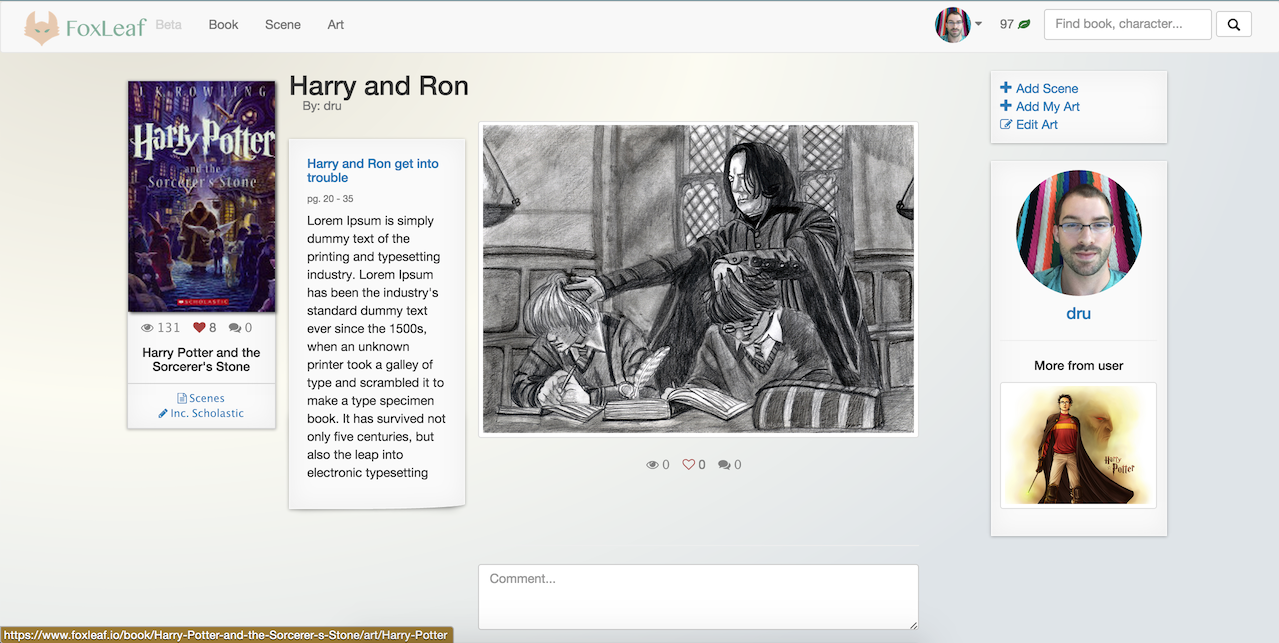 FoxLeaf Beta Book Scene Art 97 Find book, character...
J.K. ROWLING
Harry Potter
and the
Sorcerer's Stone
SCHOLASTIC
131 8 0
Harry Potter and the
Sorcerer's Stone
Scenes
Inc. Scholastic
Harry and Ron
By: dru
Harry and Ron get into
trouble
pg. 20 - 35
Lorem Ipsum is simply
dummy text of the
printing and typesetting
industry. Lorem Ipsum
has been the industry's
standard dummy text
ever since the 1500s,
when an unknown
printer took a galley of
type and scrambled it to
make a type specimen
book. It has survived not
only five centuries, but
also the leap into
electronic typesetting
0 0 0
Comment...
Add Scene
Add My Art
Edit Art
dru
More from user
Harry
Potter
https://www.foxleaf.io/book/Harry-Potter-and-the-Sorcerer-s-Stone/art/Harry-Potter